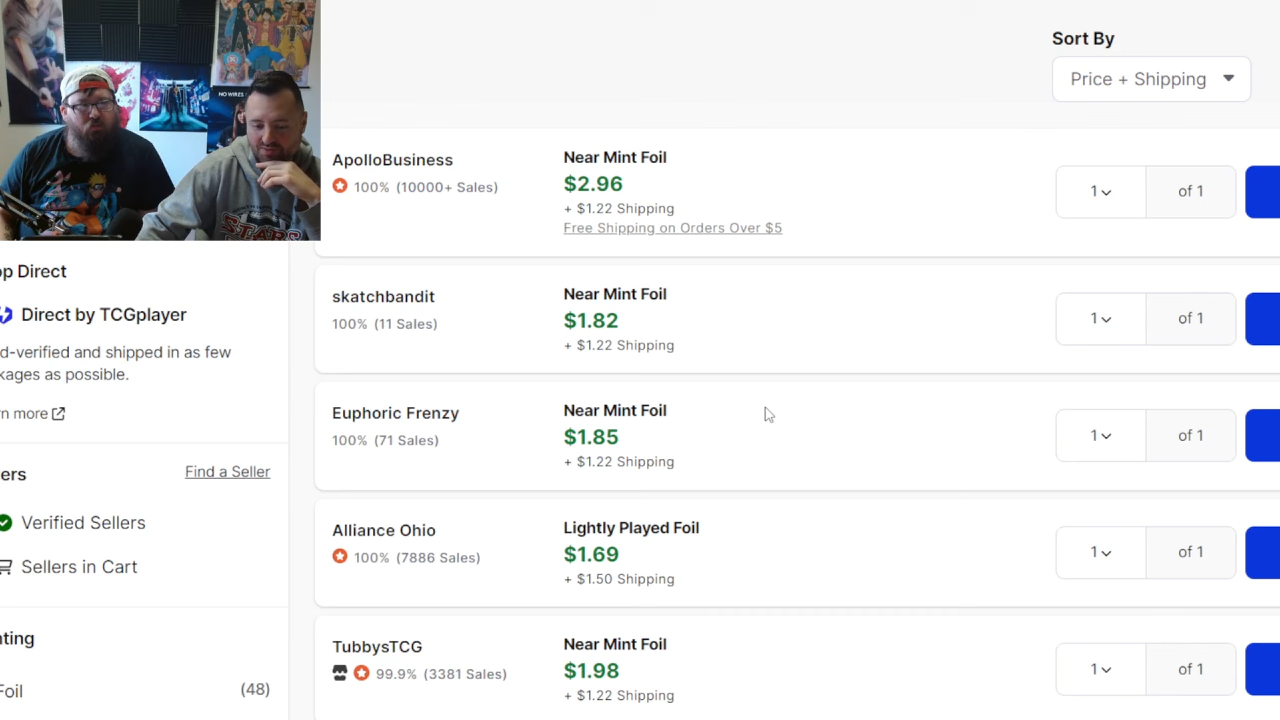 NO WIRES
STARS
Sort By
Price + Shipping
ApolloBusiness
100% (10000+ Sales)
Near Mint Foil
$2.96
+ $1.22 Shipping
Free Shipping on Orders Over $5
1
of 1
skatchbandit
100% (11 Sales)
Near Mint Foil
$1.82
+ $1.22 Shipping
1
of 1
Euphoric Frenzy
100% (71 Sales)
Near Mint Foil
$1.85
+ $1.22 Shipping
1
of 1
Alliance Ohio
100% (7886 Sales)
Lightly Played Foil
$1.69
+ $1.50 Shipping
1
of 1
TubbysTCG
99.9% (3381 Sales)
Near Mint Foil
$1.98
+ $1.22 Shipping
1
of 1
op Direct
Direct by TCGplayer
d-verified and shipped in as few
kages as possible.
n more
ers
Find a Seller
Verified Sellers
Sellers in Cart
nting
Foil
(48)